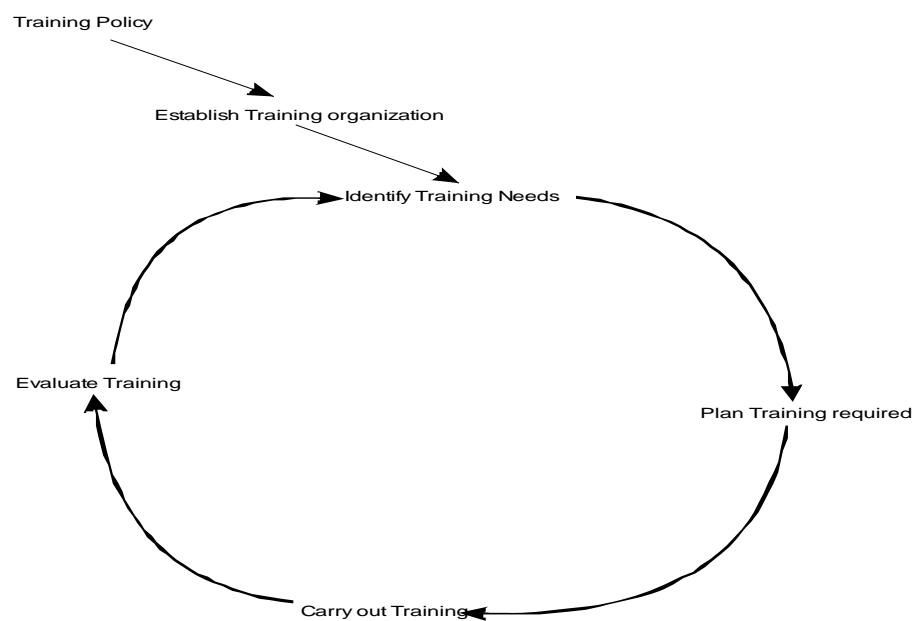 Training Policy
Establish Training organization
Identify Training Needs
Evaluate Training
Plan Training required
Carry out Training